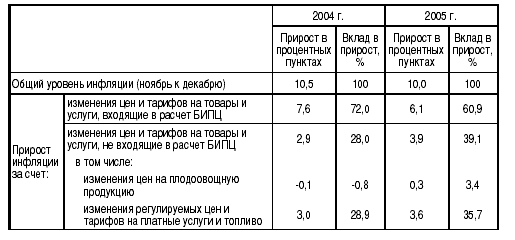 2004 г. 2005 г.
Прирост в Вклад в Прирост в Вклад в
процентных прирост, процентных прирост,
пунктах % пунктах %
Общий уровень инфляции (ноябрь к декабрю) 10,5 100 10,0 100
Прирост
инфляции
за счет:
изменения цен и тарифов на товары и
услуги, входящие в расчет БИПЦ 7,6 72,0 6,1 60,9
изменения цен и тарифов на товары и
услуги, не входящие в расчет БИПЦ 2,9 28,0 3,9 39,1
в том числе:
изменения цен на плодоовощную
продукцию -0,1 -0,8 0,3 3,4
изменения регулируемых цен и
тарифов на платные услуги и топливо 3,0 28,9 3,6 35,7